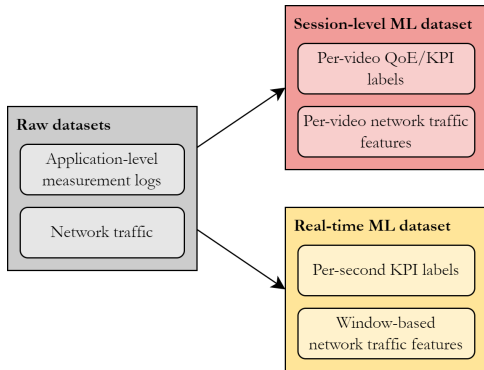 Raw datasets
Application-level
measurement logs
Network traffic
Session-level ML dataset
Per-video QoE/KPI
labels
Per-video network traffic
features
Real-time ML dataset
Per-second KPI labels
Window-based
network traffic features